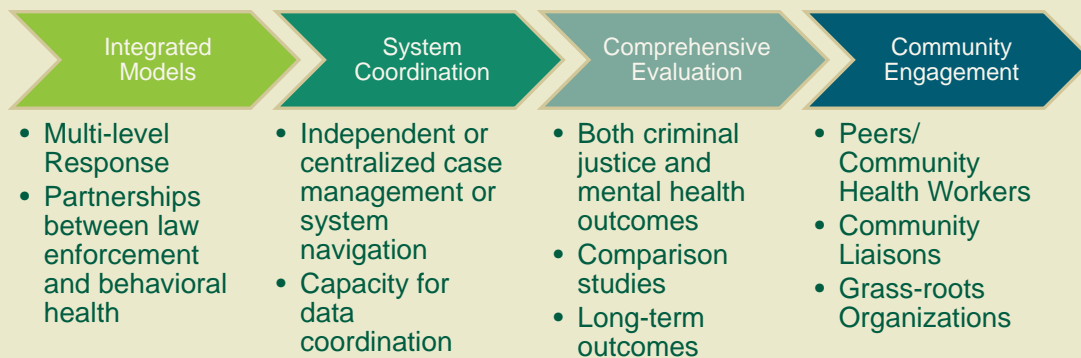 Integrated
Models
• Multi-level
Response
• Partnerships
between law
enforcement
and behavioral
health
System
Coordination
• Independent or
centralized case
management or
system
navigation
• Capacity for
data
coordination
Comprehensive
Evaluation
• Both criminal
justice and
mental health
outcomes
• Comparison
studies
• Long-term
outcomes
Community
Engagement
• Peers/
Community
Health Workers
• Community
Liaisons
• Grass-roots
Organizations